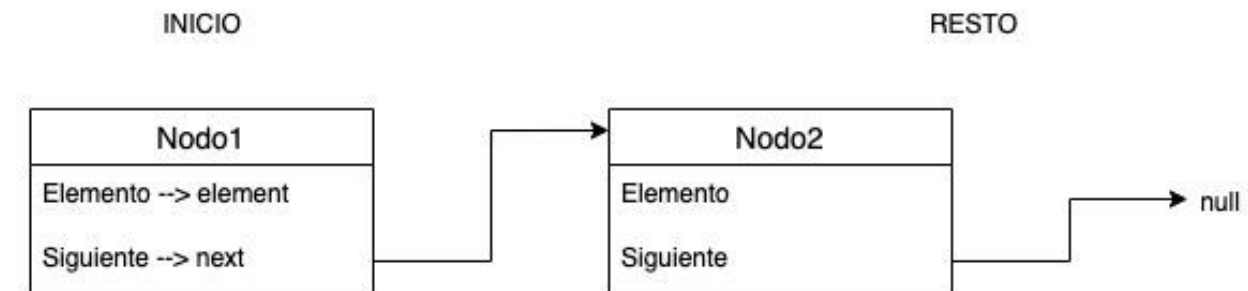 INICIO
RESTO
Nodo1
Elemento --> element
Siguiente --> next
Nodo2
Elemento
Siguiente
null